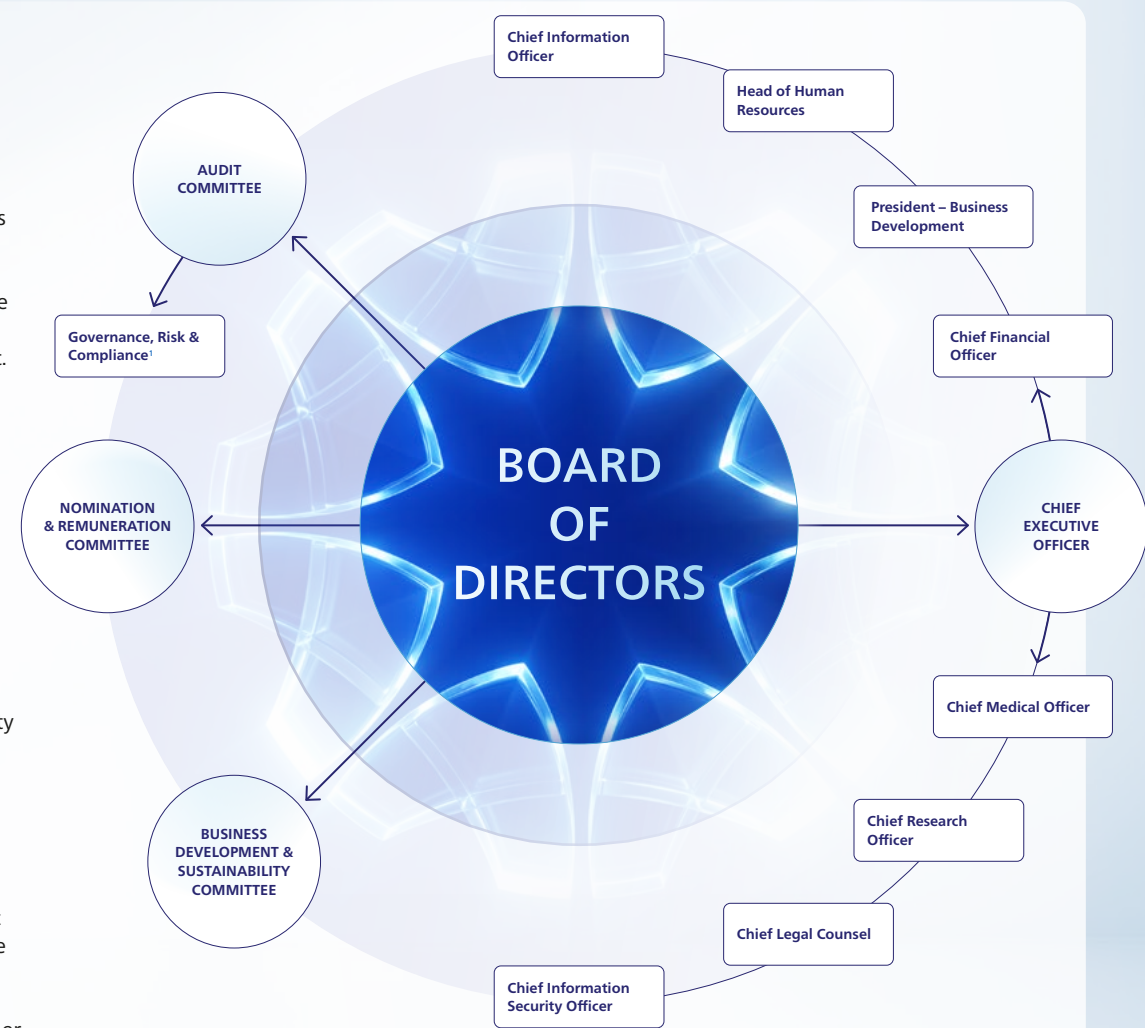 Chief Information
Officer
Head of Human
Resources
AUDIT
COMMITTEE
President – Business
Development
s
e
Governance, Risk &
Compliance¹
Chief Financial
Officer
BOARD
OF
DIRECTORS
NOMINATION
& REMUNERATION
COMMITTEE
CHIEF
EXECUTIVE
OFFICER
Chief Medical Officer
ty
Chief Research
Officer
BUSINESS
DEVELOPMENT &
SUSTAINABILITY
COMMITTEE
Chief Legal Counsel
e
Chief Information
Security Officer